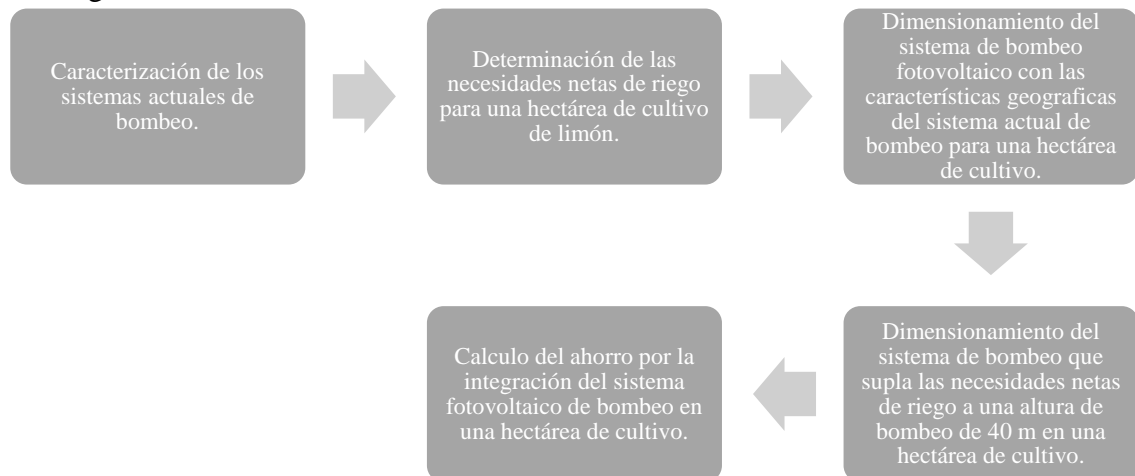 Caracterización de los
sistemas actuales de
bombeo.
Determinación de las
necesidades netas de riego
para una hectárea de cultivo
de limón.
Dimensionamiento del
sistema de bombeo
fotovoltaico con las
características geograficas
del sistema actual de
bombeo para una hectárea
de cultivo.
Dimensionamiento del
sistema de bombeo que
supla las necesidades netas
de riego a una altura de
bombeo de 40 m en una
hectárea de cultivo.
Calculo del ahorro por la
integración del sistema
fotovoltaico de bombeo en
una hectárea de cultivo.